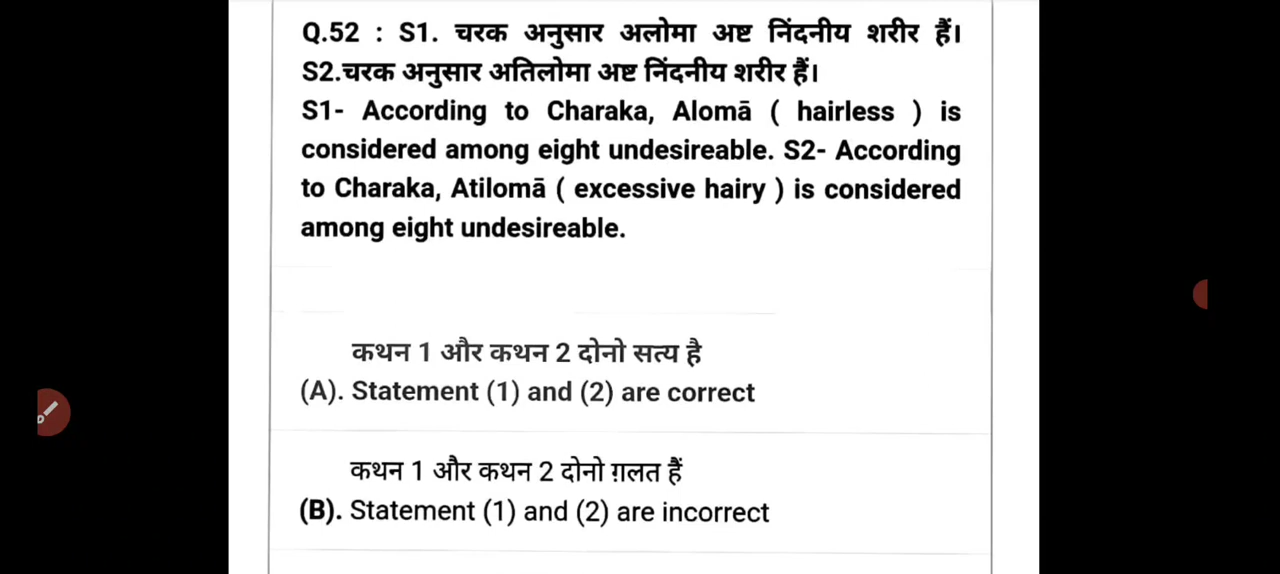 Q.52 : S1. चरक अनुसार अलोमा अष्ट निंदनीय शरीर हैं।
S2.चरक अनुसार अतिलोमा अष्ट निंदनीय शरीर हैं।
S1- According to Charaka, Alomā ( hairless ) is
considered among eight undesireable. S2- According
to Charaka, Atilomā ( excessive hairy ) is considered
among eight undesireable.
कथन 1 और कथन 2 दोनो सत्य है
(A). Statement (1) and (2) are correct
कथन 1 और कथन 2 दोनो ग़लत हैं
(B). Statement (1) and (2) are incorrect